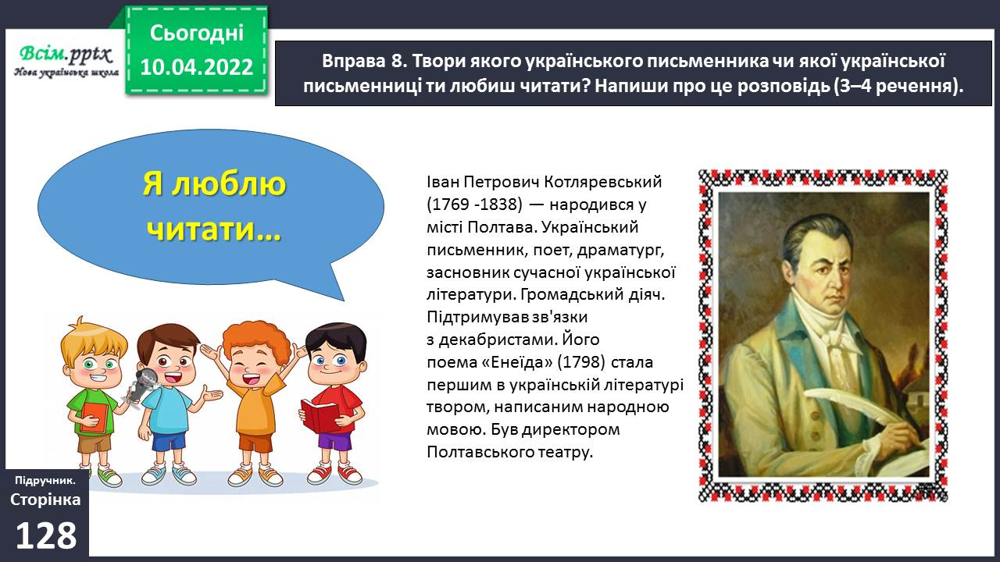 Сьогодні
10.04.2022
Всім.pptx
Нова українська школа
Вправа 8. Твори якого українського письменника чи якої української
письменниці ти любиш читати? Напиши про це розповідь (3–4 речення).
Я люблю
читати...
Іван Петрович Котляревський
(1769 -1838) — народився у
місті Полтава. Український
письменник, поет, драматург,
засновник сучасної української
літератури. Громадський діяч.
Підтримував зв'язки
з декабристами. Його
поема «Енеїда» (1798) стала
першим в українській літературі
твором, написаним народною
мовою. Був директором
Полтавського театру.
Підручник.
Сторінка
128